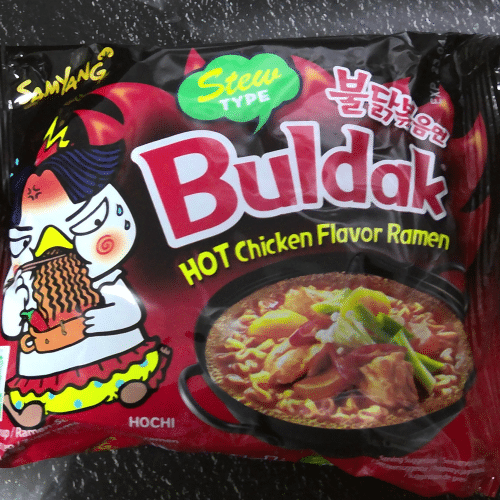 SAMYANG
Stew
TYPE
불닭볶음면
Buldak
HOT Chicken Flavor Ramen
HOCHI